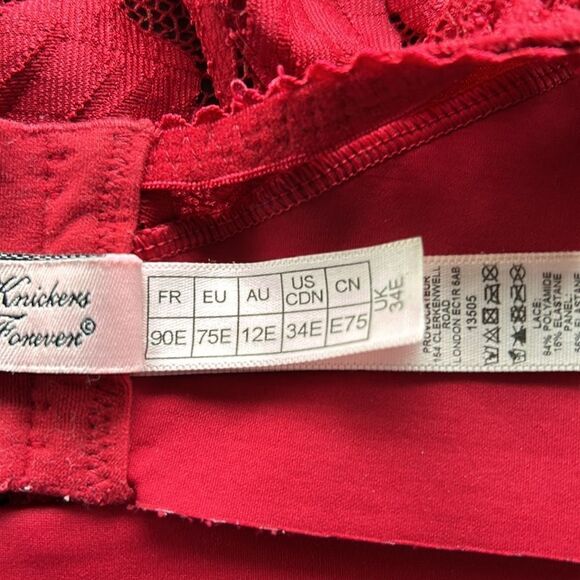 Knickers
Forever©
FR EU AU US CDN CN
90E 75E 12E 34E E75
UK
34E
PROVOCATEUR
154 CLERKENWELL
ROAD
LONDON EC1R 5AB
13505
LACE:
84% POLYAMIDE
16% ELASTANE
PANEL: